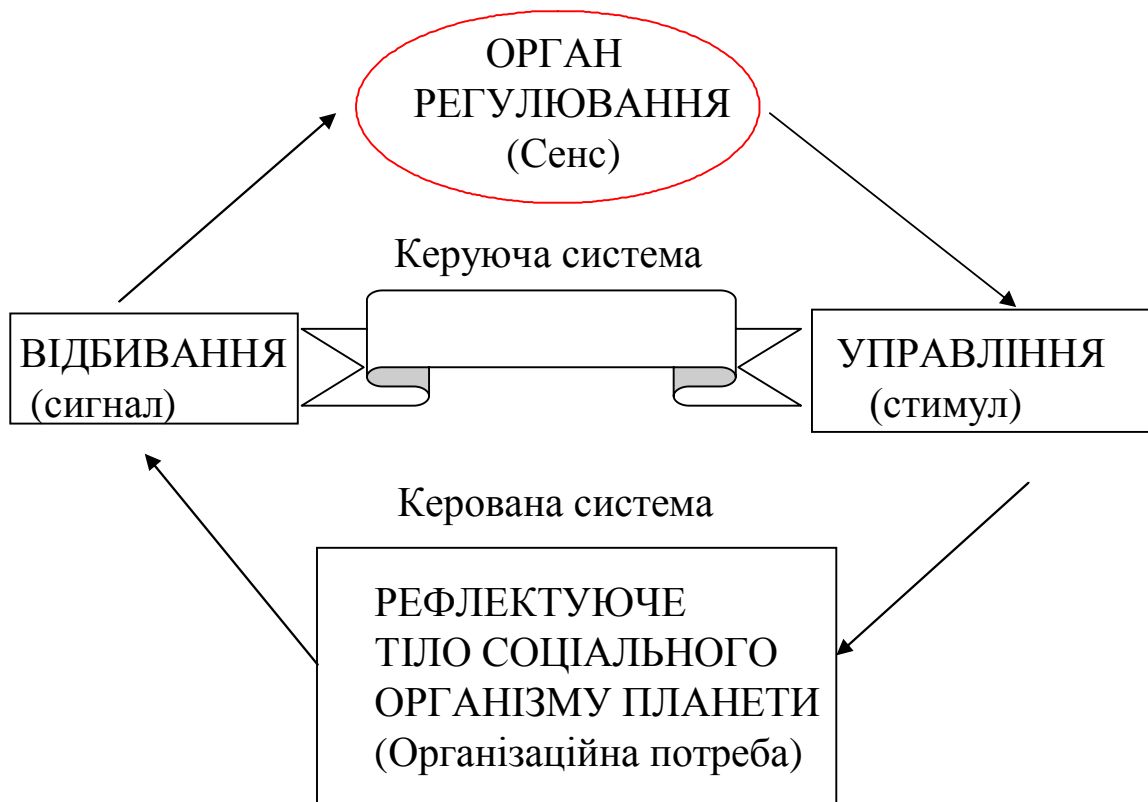 ОРГАН
РЕГУЛЮВАННЯ
(Сенс)
Керуюча система
ВІДБИВАННЯ
(сигнал)
УПРАВЛІННЯ
(стимул)
Керована система
РЕФЛЕКТУЮЧЕ
ТІЛО СОЦІАЛЬНОГО
ОРГАНІЗМУ ПЛАНЕТИ
(Організаційна потреба)